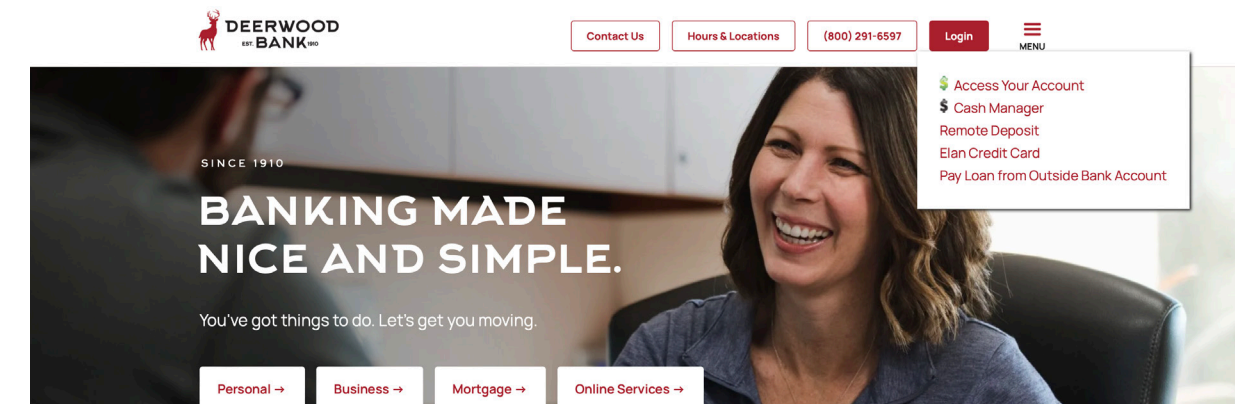 DEERWOOD
EST. BANK 1910
Contact Us
Hours & Locations
(800) 291-6597
Login
MENU
$ Access Your Account
$ Cash Manager
Remote Deposit
Elan Credit Card
Pay Loan from Outside Bank Account
SINCE 1910
BANKING MADE
NICE AND SIMPLE.
You've got things to do. Let's get you moving.
Personal →
Business →
Mortgage →
Online Services →